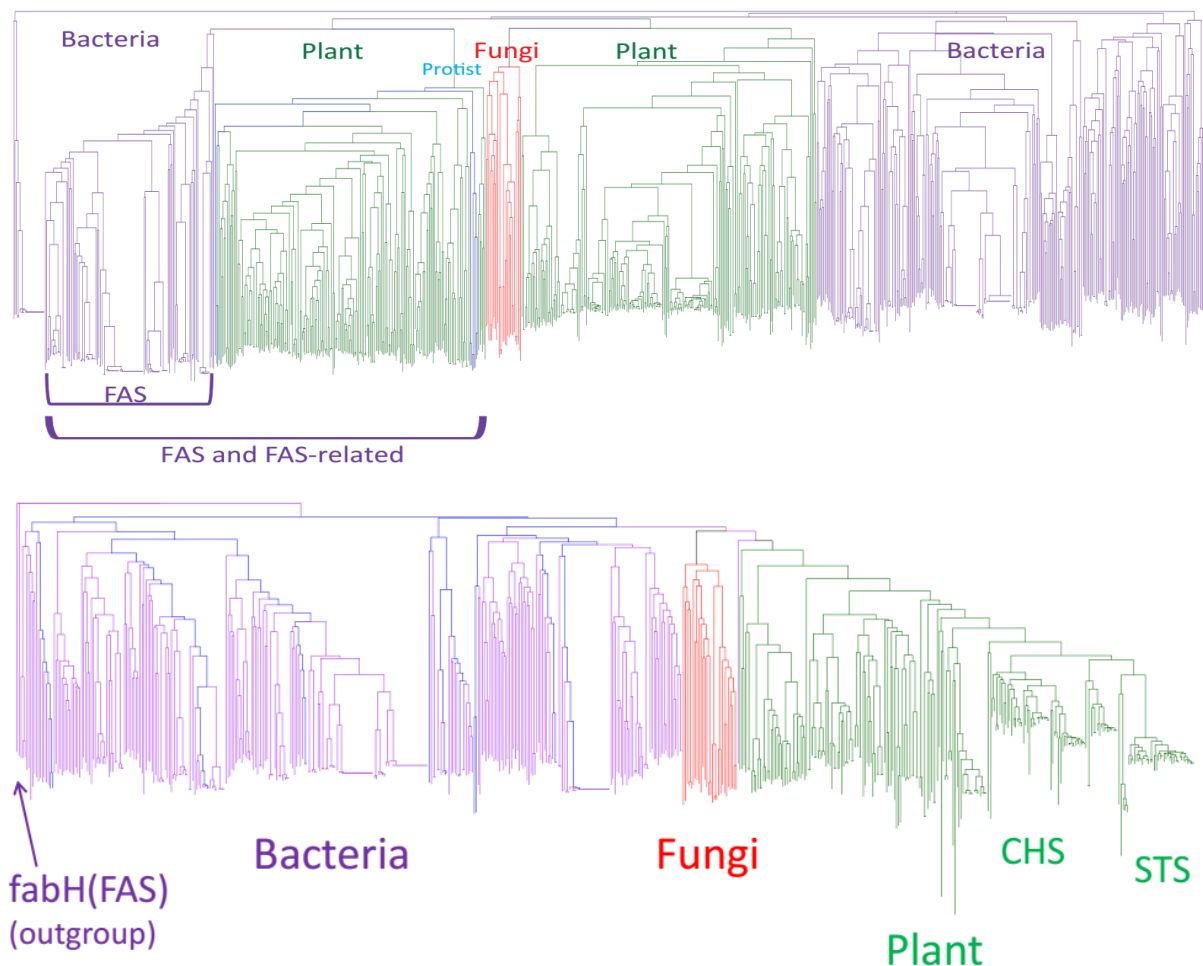 Bacteria
Plant
Fungi
Plant
Bacteria
Protist
FAS
FAS and FAS-related
Bacteria
Fungi
CHS
STS
fabH(FAS)
(outgroup)
Plant